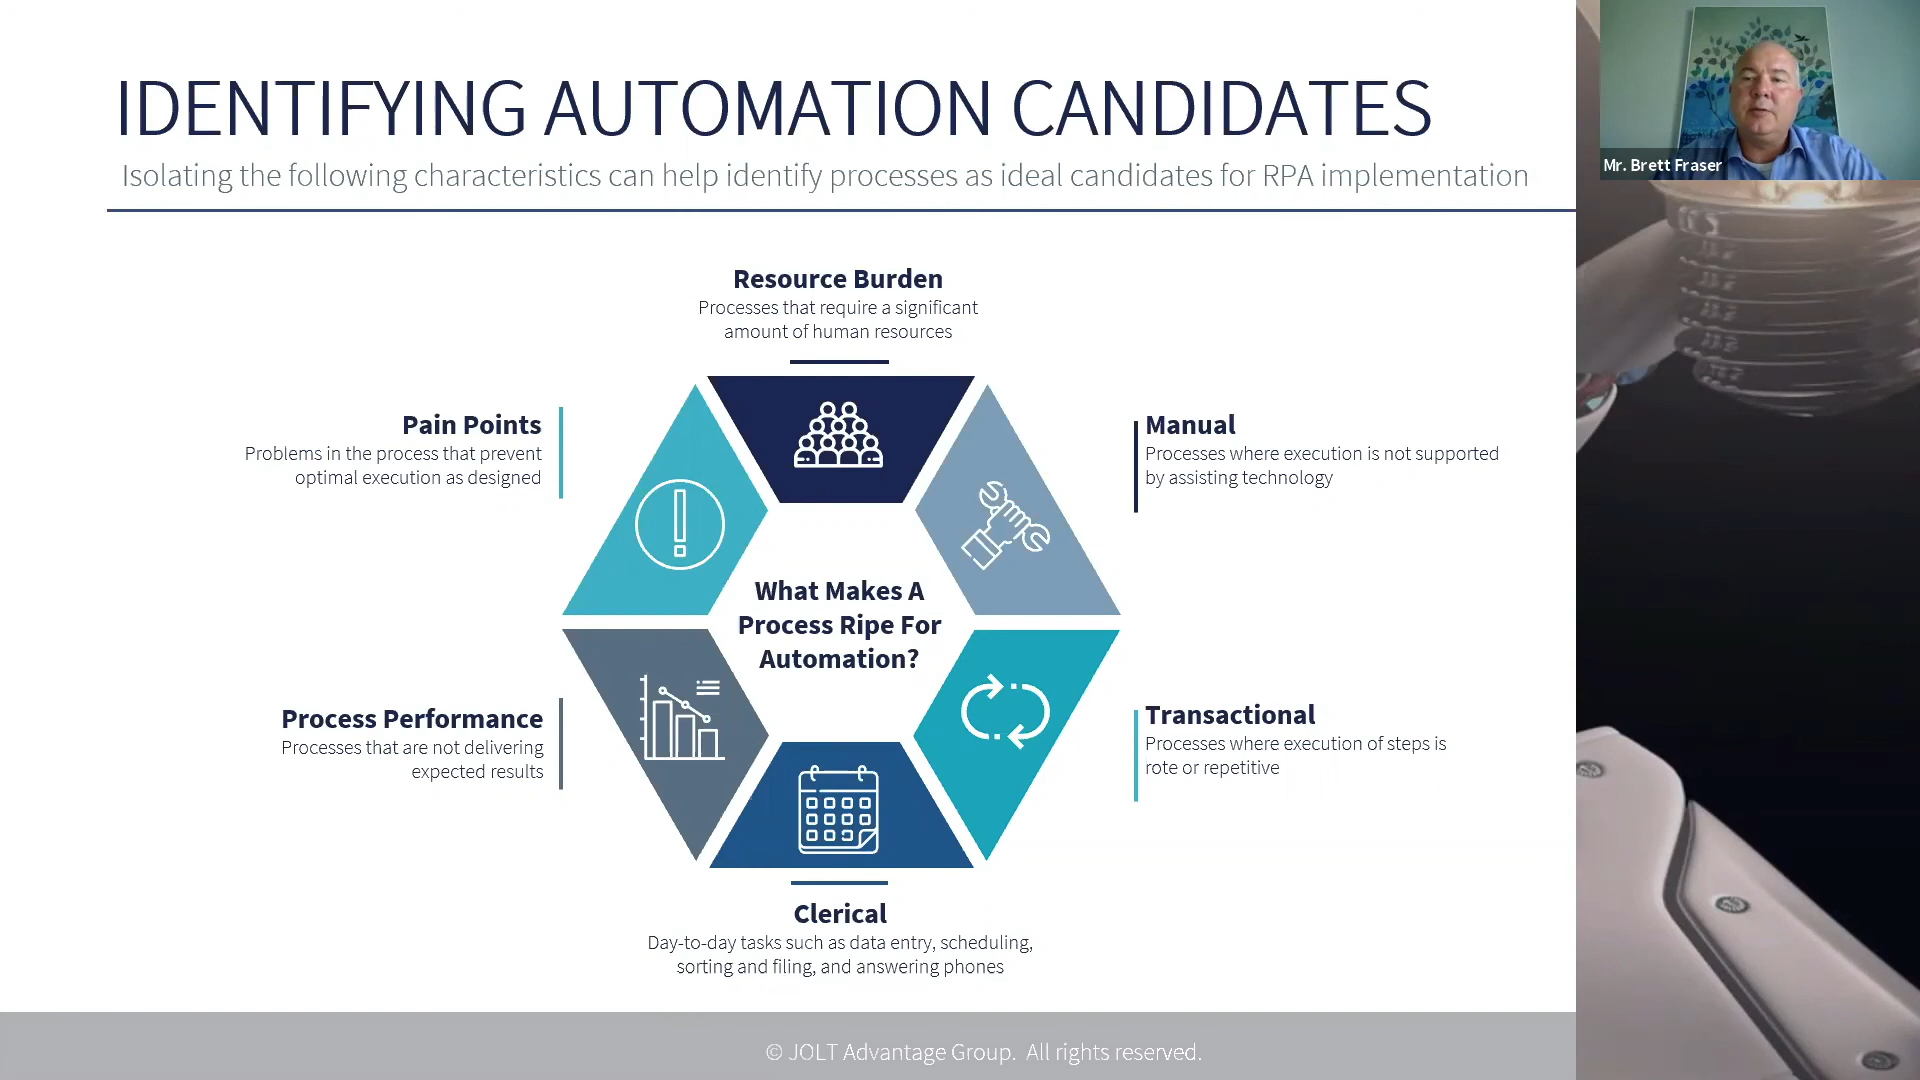 IDENTIFYING AUTOMATION CANDIDATES
Isolating the following characteristics can help identify processes as ideal candidates for RPA implementation
Mr. Brett Fraser
Resource Burden
Processes that require a significant
amount of human resources
Pain Points
Problems in the process that prevent
optimal execution as designed
Manual
Processes where execution is not supported
by assisting technology
What Makes A
Process Ripe For
Automation?
Process Performance
Processes that are not delivering
expected results
Transactional
Processes where execution of steps is
rote or repetitive
Clerical
Day-to-day tasks such as data entry, scheduling,
sorting and filing, and answering phones
© JOLT Advantage Group. All rights reserved.